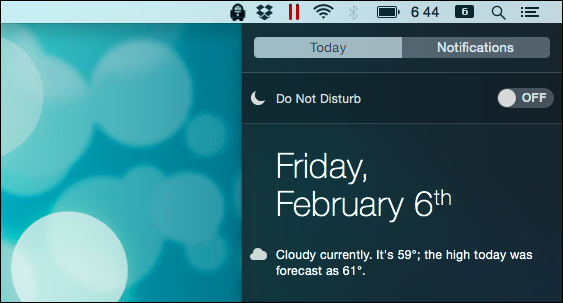 6 44 6
Today Notifications
Do Not Disturb OFF
Friday,
February 6th
Cloudy currently. It's 59°; the high today was
forecast as 61°.